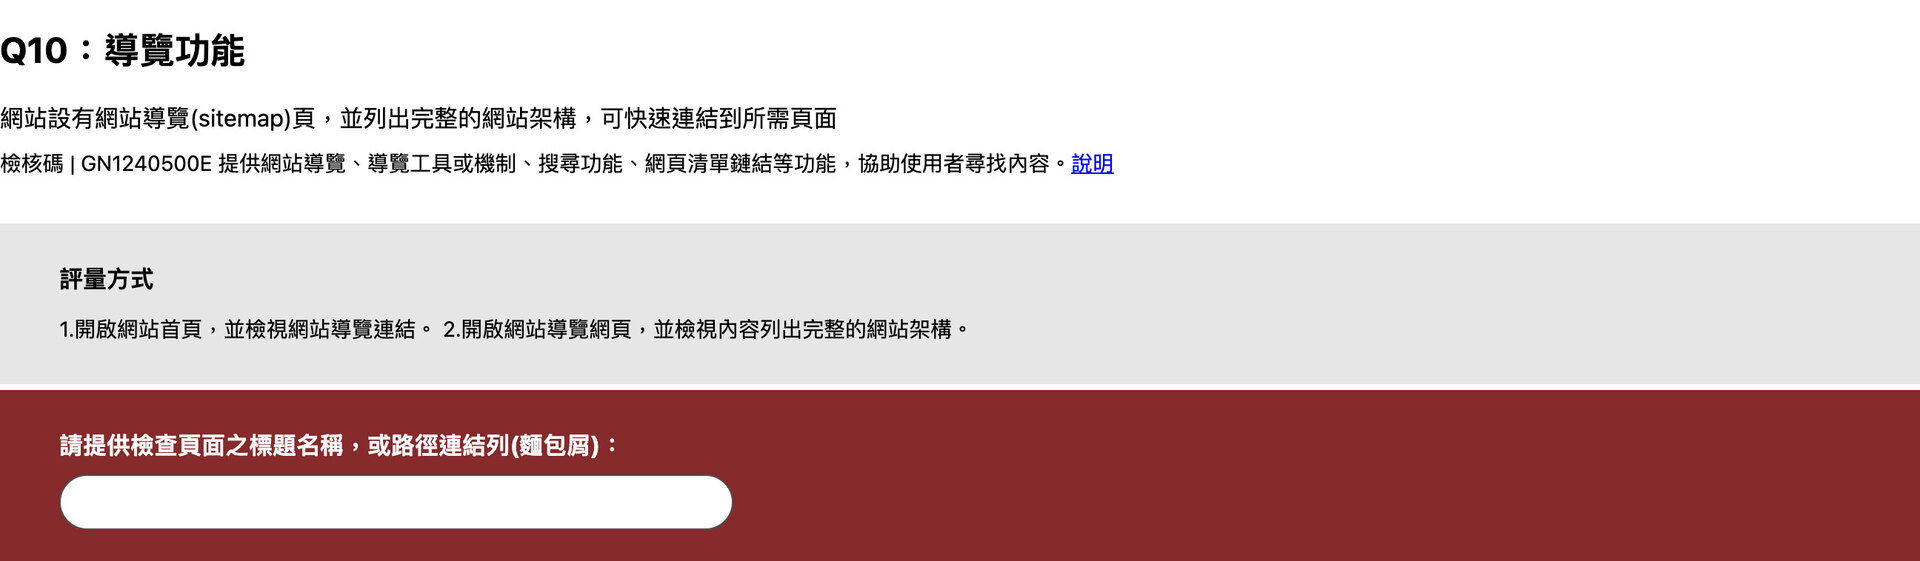 Q10：導覽功能
網站設有網站導覽(sitemap)頁，並列出完整的網站架構，可快速連結到所需頁面
檢核碼 | GN1240500E 提供網站導覽、導覽工具或機制、搜尋功能、網頁清單鏈結等功能，協助使用者尋找內容。說明
評量方式
1.開啟網站首頁，並檢視網站導覽連結。 2.開啟網站導覽網頁，並檢視內容列出完整的網站架構。
請提供檢查頁面之標題名稱，或路徑連結列(麵包屑)：